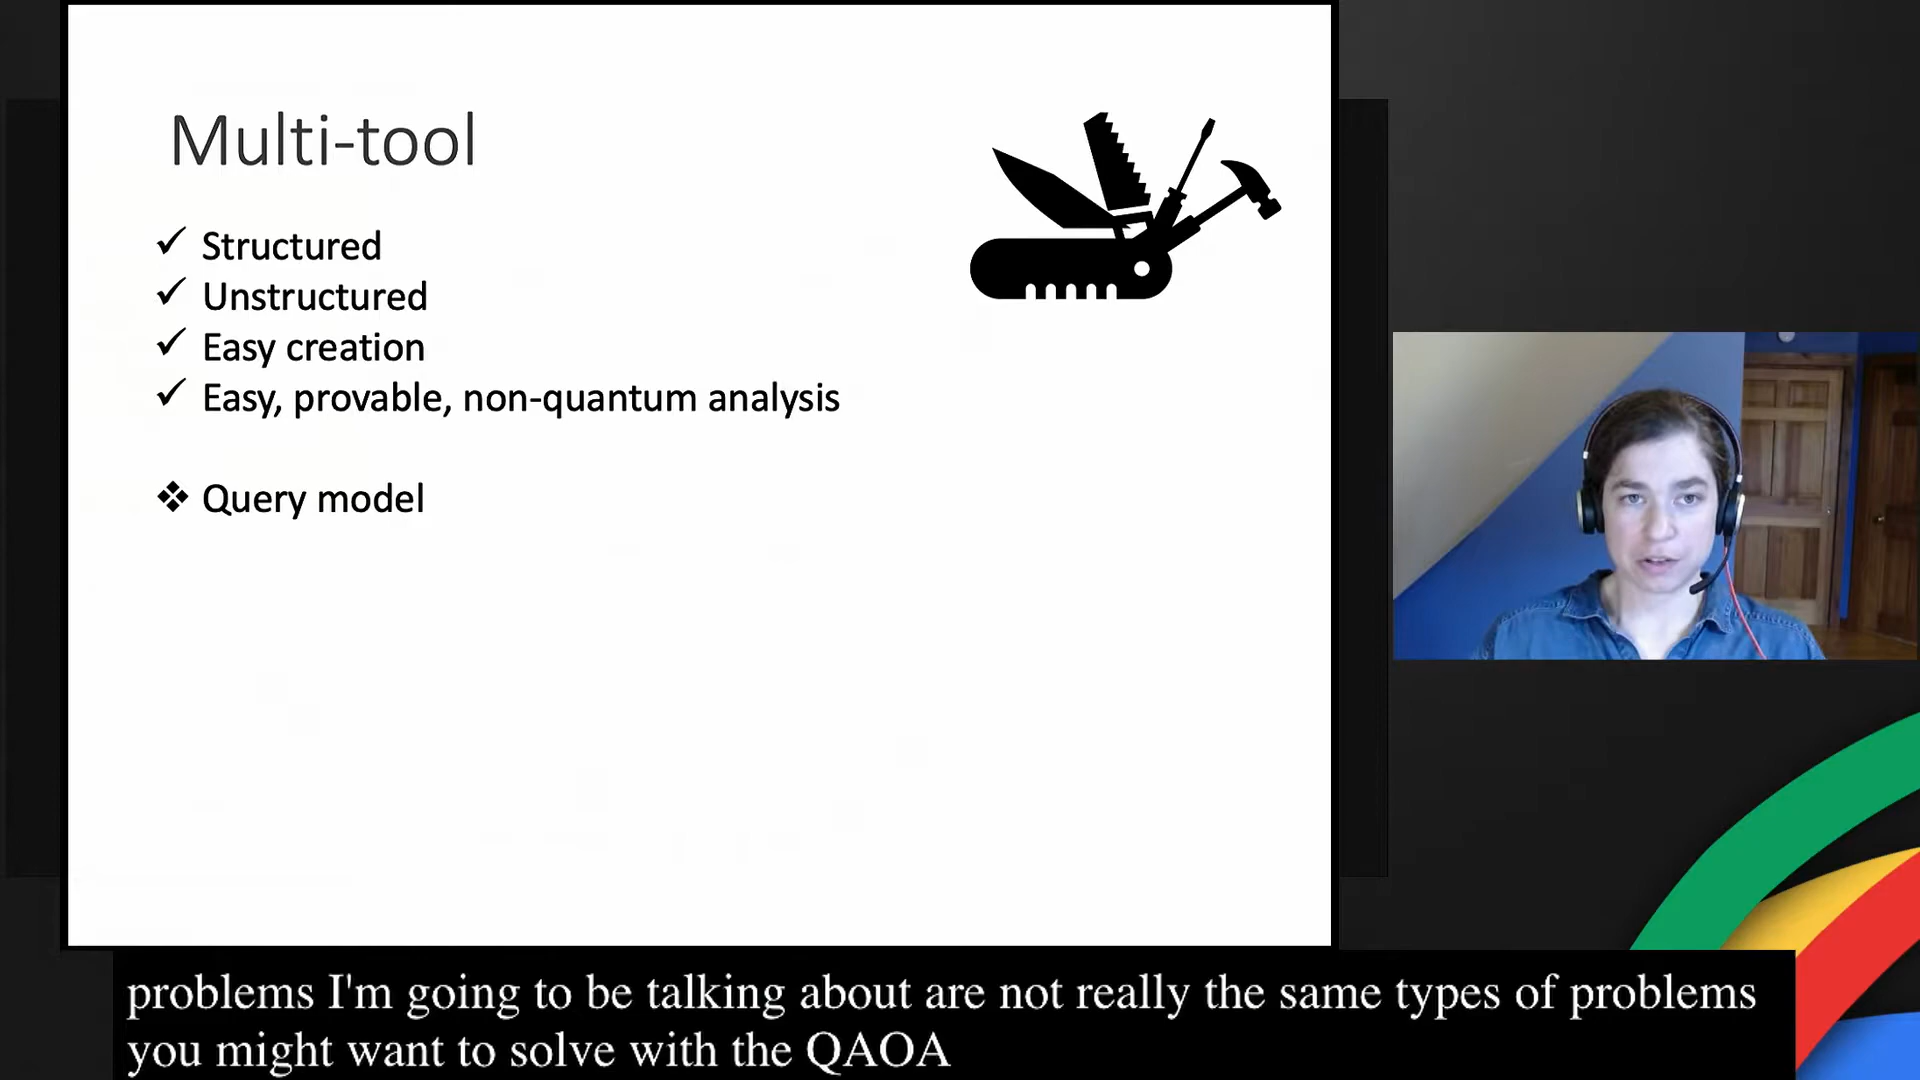 Multi-tool
✓ Structured
✓ Unstructured
✓ Easy creation
✓ Easy, provable, non-quantum analysis
❖ Query model
problems I'm going to be talking about are not really the same types of problems
you might want to solve with the QAOA